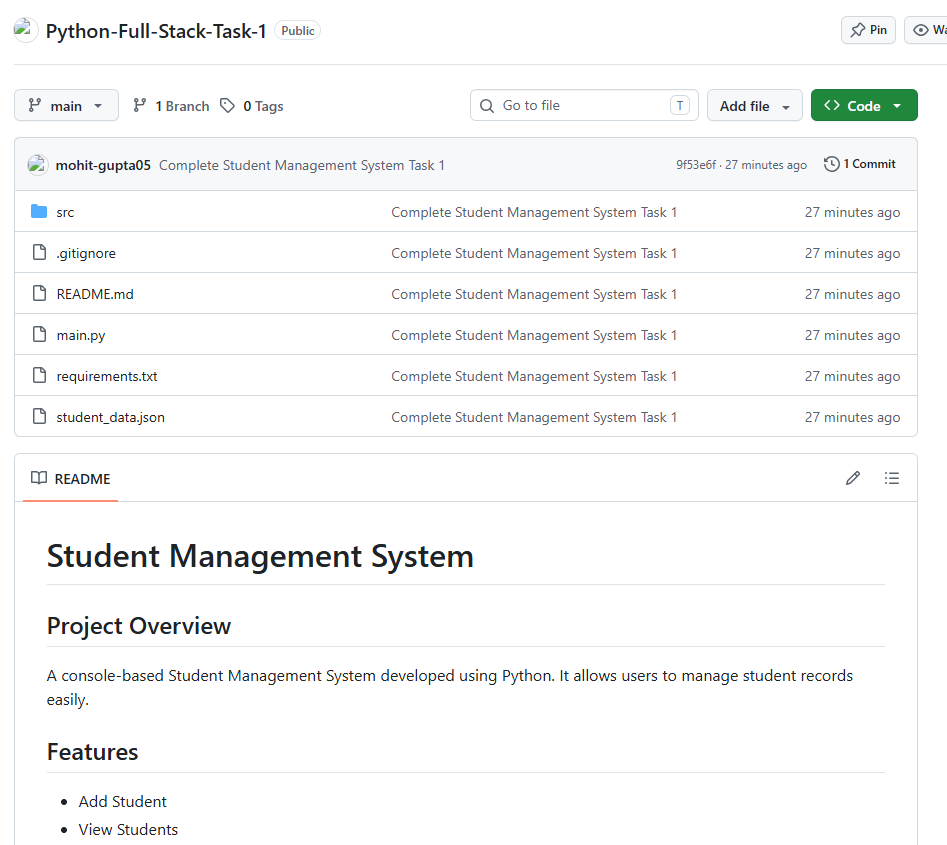 Python-Full-Stack-Task-1 Public Pin
main 1 Branch 0 Tags Go to file T Add file Code
mohit-gupta05 Complete Student Management System Task 1 9f53e6f · 27 minutes ago 1 Commit
src Complete Student Management System Task 1 27 minutes ago
.gitignore Complete Student Management System Task 1 27 minutes ago
README.md Complete Student Management System Task 1 27 minutes ago
main.py Complete Student Management System Task 1 27 minutes ago
requirements.txt Complete Student Management System Task 1 27 minutes ago
student_data.json Complete Student Management System Task 1 27 minutes ago
README
Student Management System
Project Overview
A console-based Student Management System developed using Python. It allows users to manage student records
easily.
Features
• Add Student
• View Students